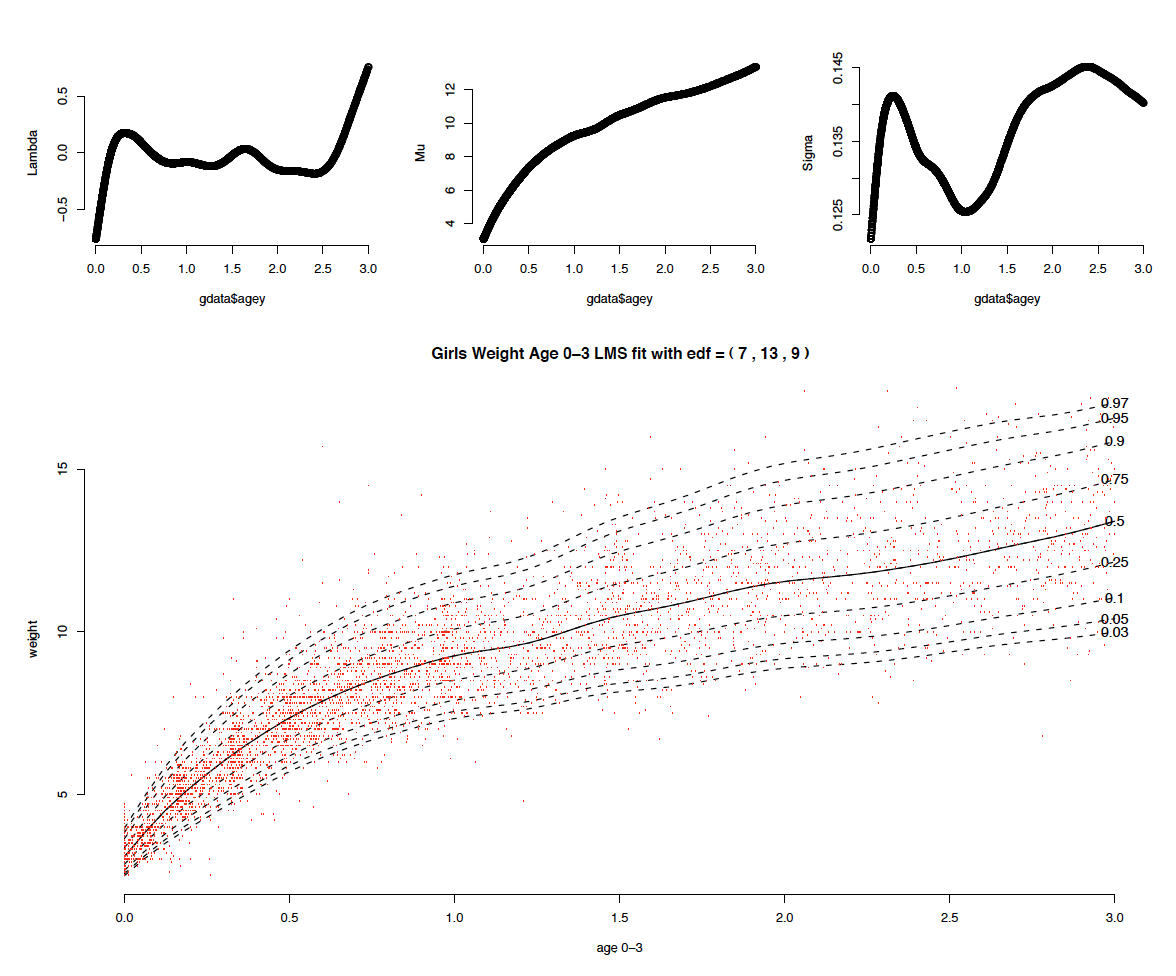 Lambda
0.5
0.0
−0.5
0.0 0.5 1.0 1.5 2.0 2.5 3.0
gdata$agey
Mu
12
10
8
6
4
0.0 0.5 1.0 1.5 2.0 2.5 3.0
gdata$agey
Sigma
0.145
0.135
0.125
0.0 0.5 1.0 1.5 2.0 2.5 3.0
gdata$agey
Girls Weight Age 0−3 LMS fit with edf = ( 7 , 13 , 9 )
weight
15
10
5
0.97
0.95
0.9
0.75
0.5
0.25
0.1
0.05
0.03
0.0 0.5 1.0 1.5 2.0 2.5 3.0
age 0−3